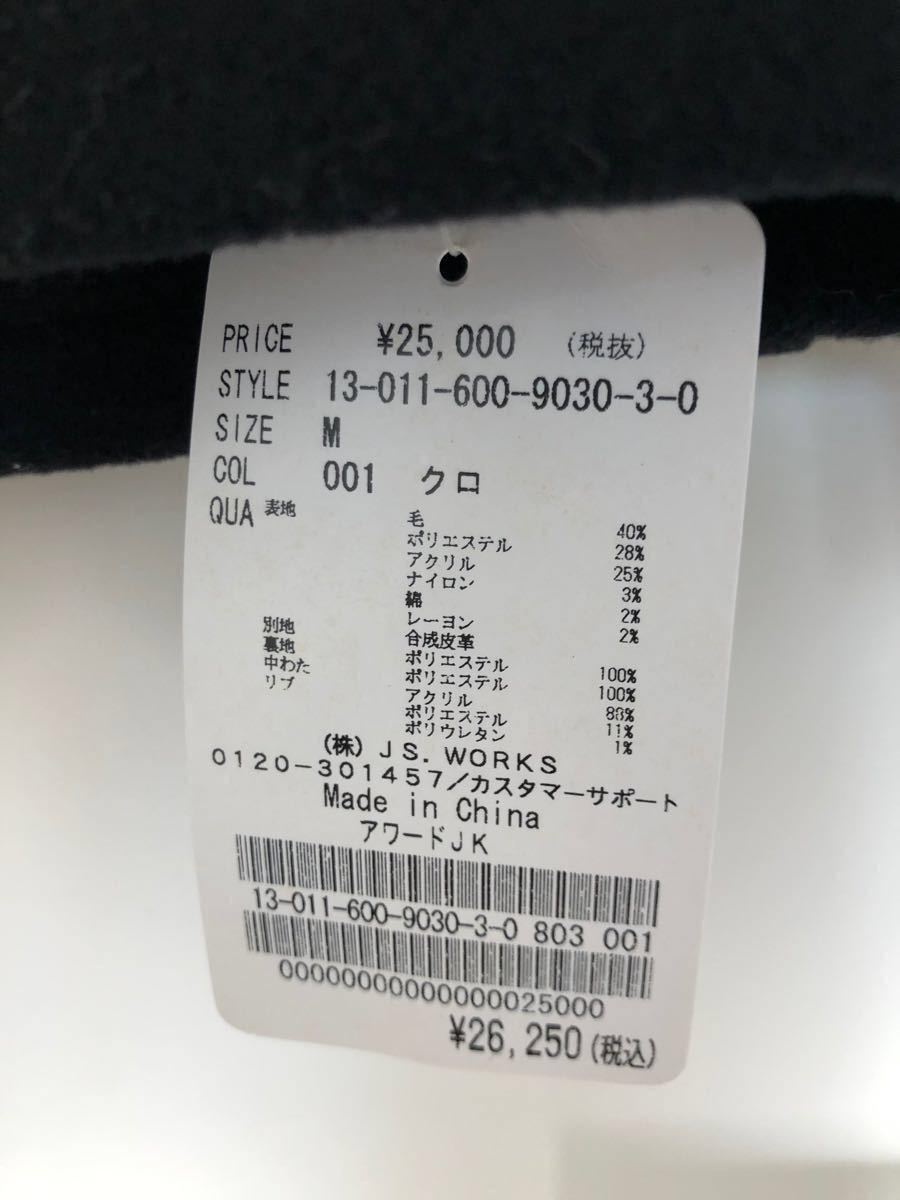 PRICE ¥25,000 (税抜)
STYLE 13-011-600-9030-3-0
SIZE M
COL 001 クロ
QUA 表地 毛 40%
ポリエステル 28%
アクリル 25%
ナイロン 3%
綿 2%
レーヨン 2%
別地 合成皮革
裏地 ポリエステル 100%
中わた ポリエステル 100%
リブ アクリル 88%
ポリエステル 11%
ポリウレタン 1%
(株)JS.WORKS
0120-301457/カスタマーサポート
Made in China
アワードJK
13-011-600-9030-3-0 803 001
00000000000000025000
¥26,250(税込)